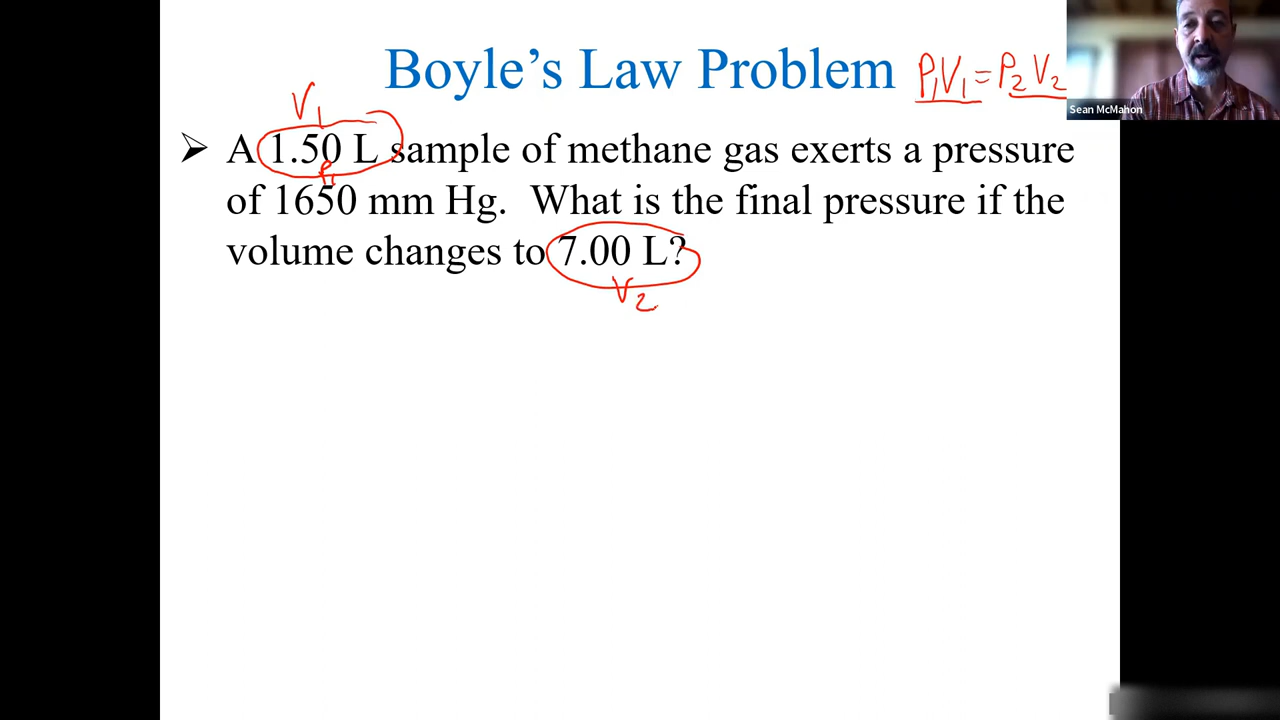 Boyle's Law Problem P₁V₁ = P₂V₂
Sean McMahon
V₁
➢ A 1.50 L sample of methane gas exerts a pressure
P₁
of 1650 mm Hg. What is the final pressure if the
volume changes to 7.00 L?
V₂